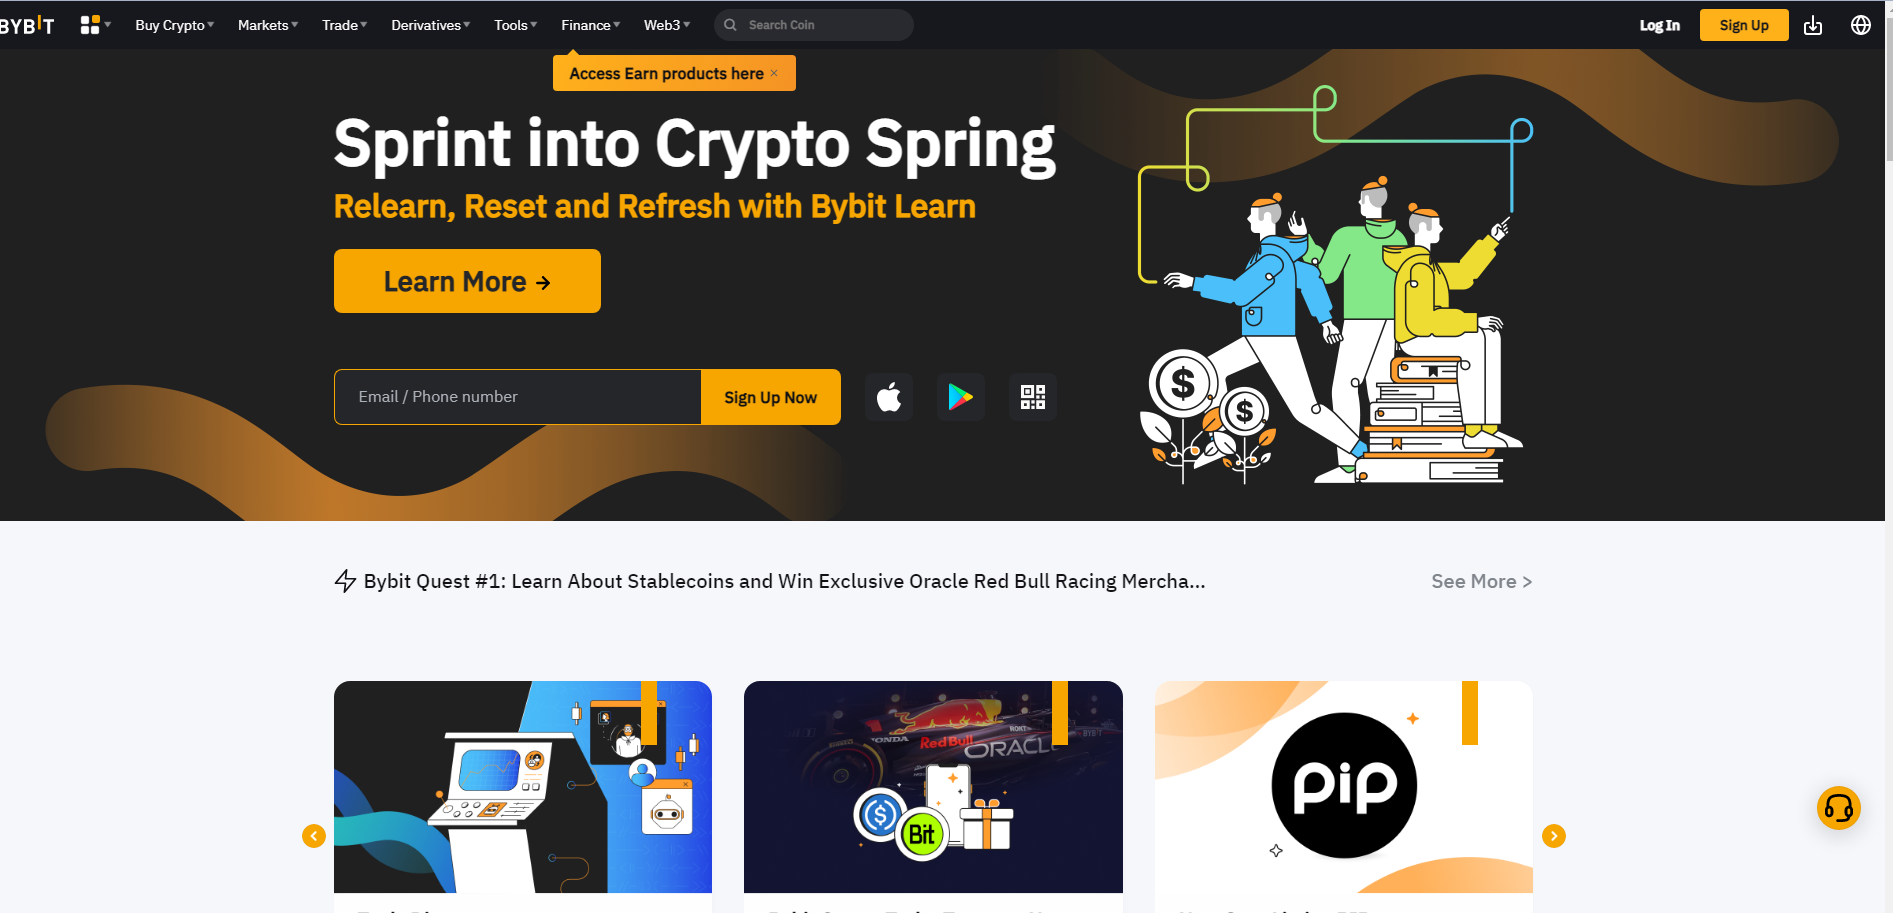 BYBIT
Buy Crypto
Markets
Trade
Derivatives
Tools
Finance
Web3
Search Coin
Log In
Sign Up
Access Earn products here ×
Sprint into Crypto Spring
Relearn, Reset and Refresh with Bybit Learn
Learn More →
Email / Phone number
Sign Up Now
$
$
Bybit Quest #1: Learn About Stablecoins and Win Exclusive Oracle Red Bull Racing Mercha...
See More >
HONDA
Red Bull
ROKT
ORACLE
BYBIT
$
Bit
pip